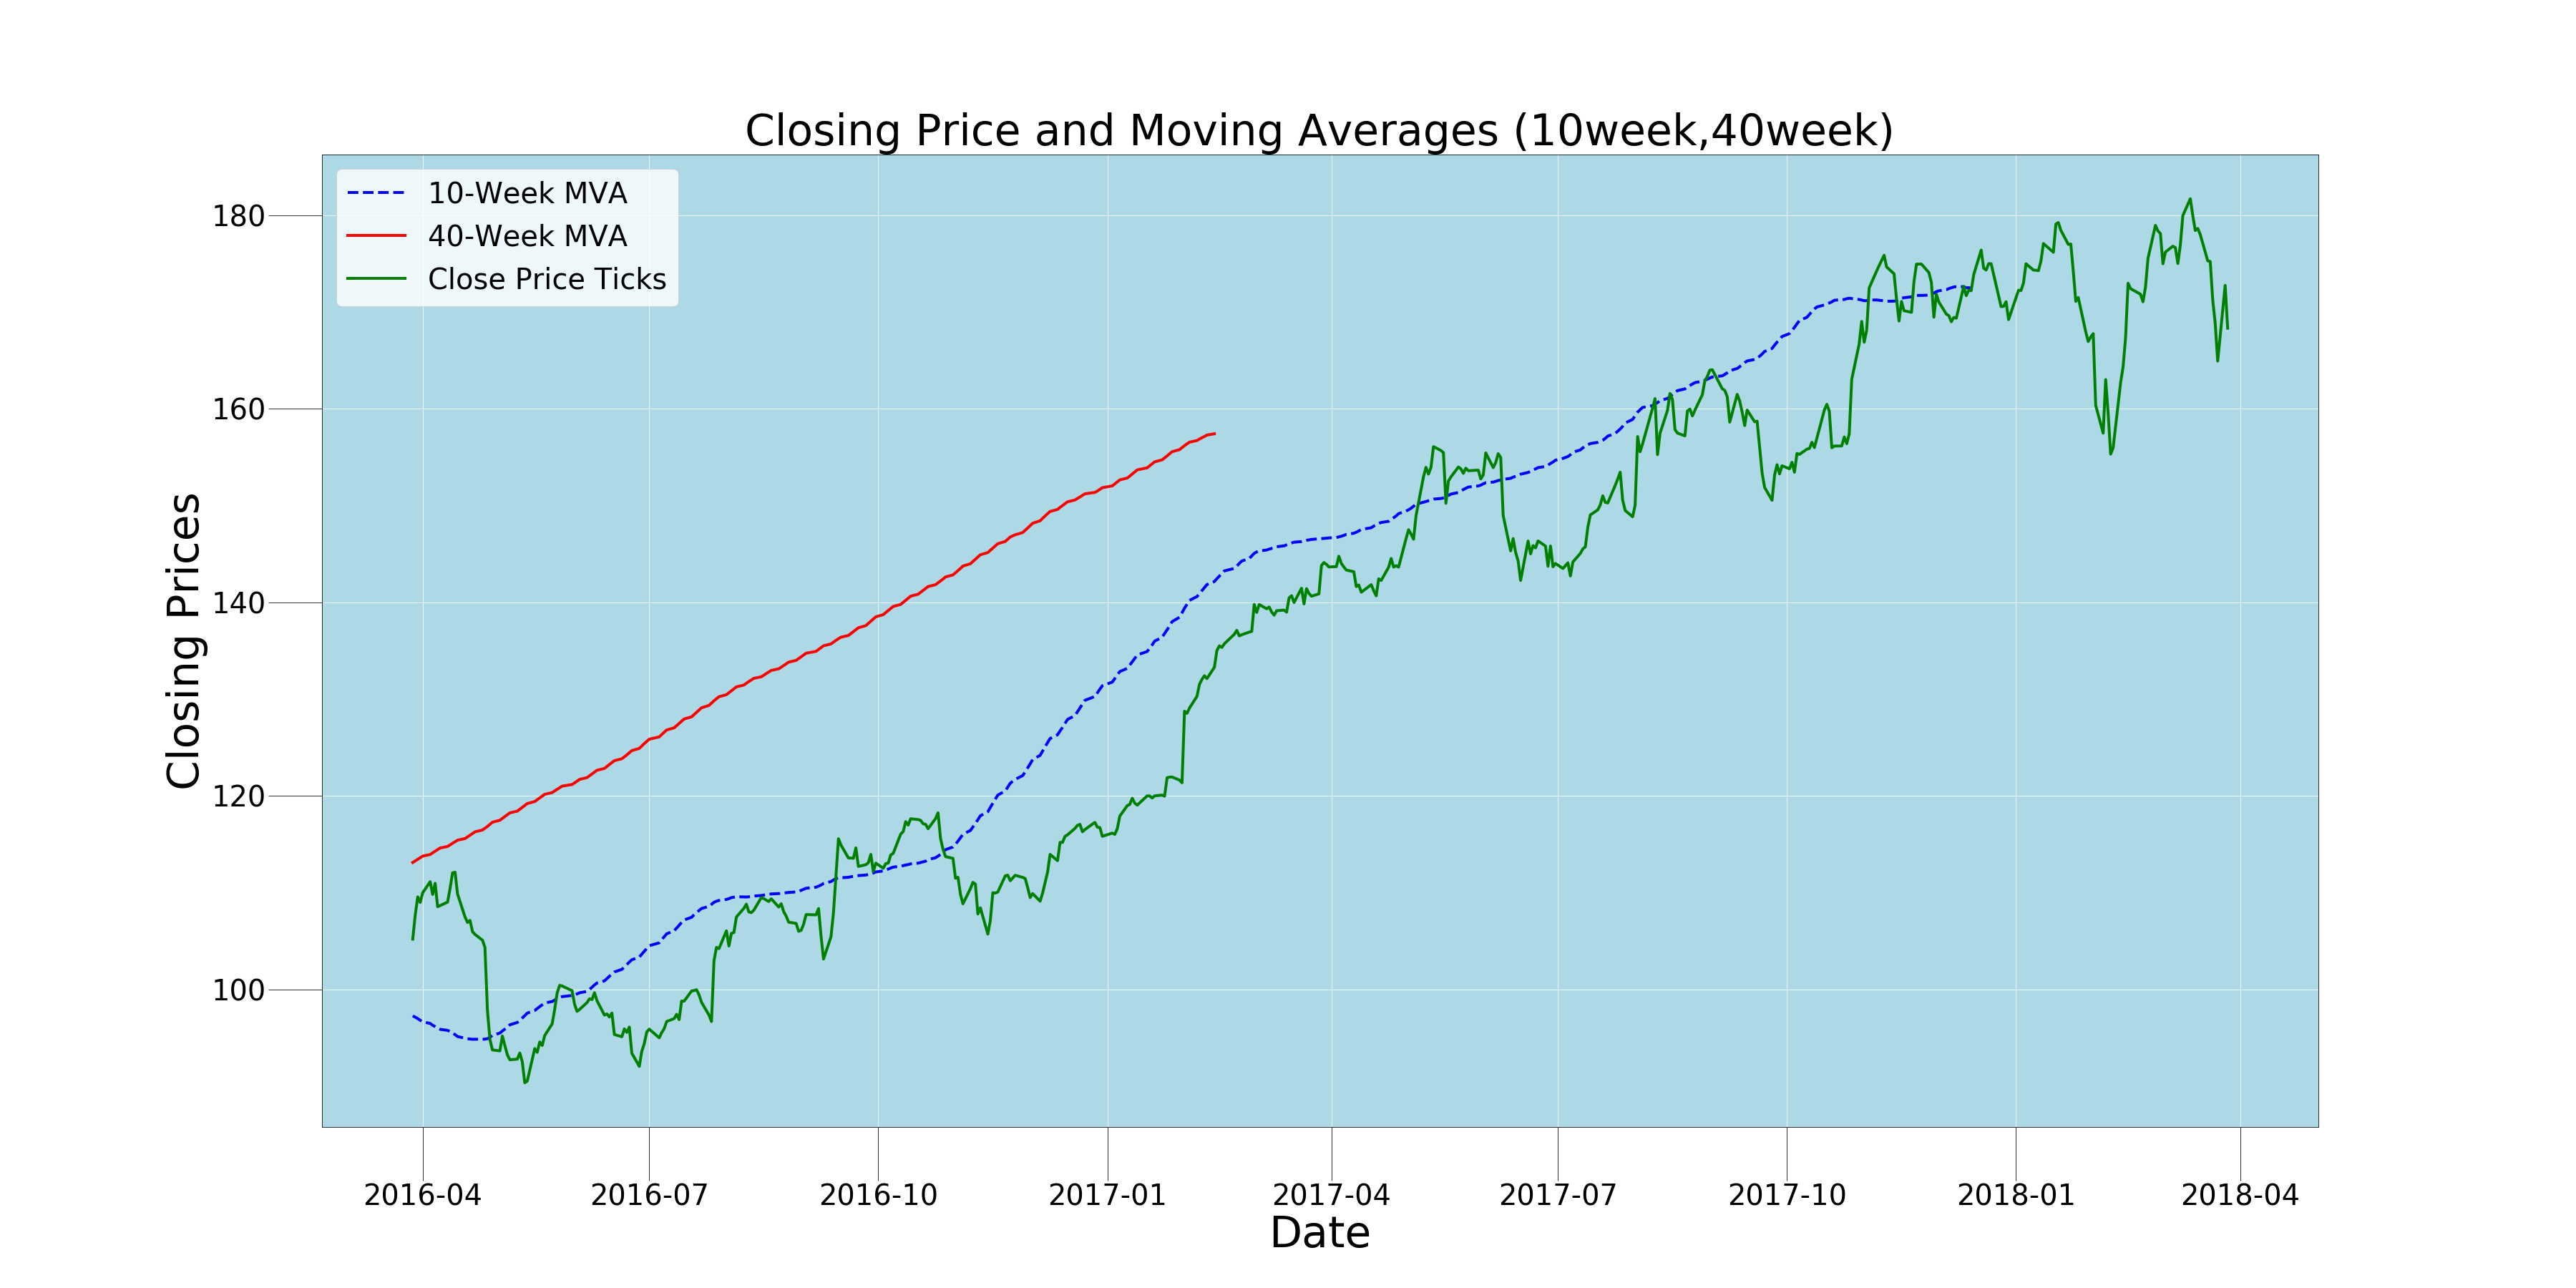 Closing Price and Moving Averages (10week,40week)
10-Week MVA
40-Week MVA
Close Price Ticks
180
160
140
120
100
Closing Prices
2016-04 2016-07 2016-10 2017-01 2017-04 2017-07 2017-10 2018-01 2018-04
Date